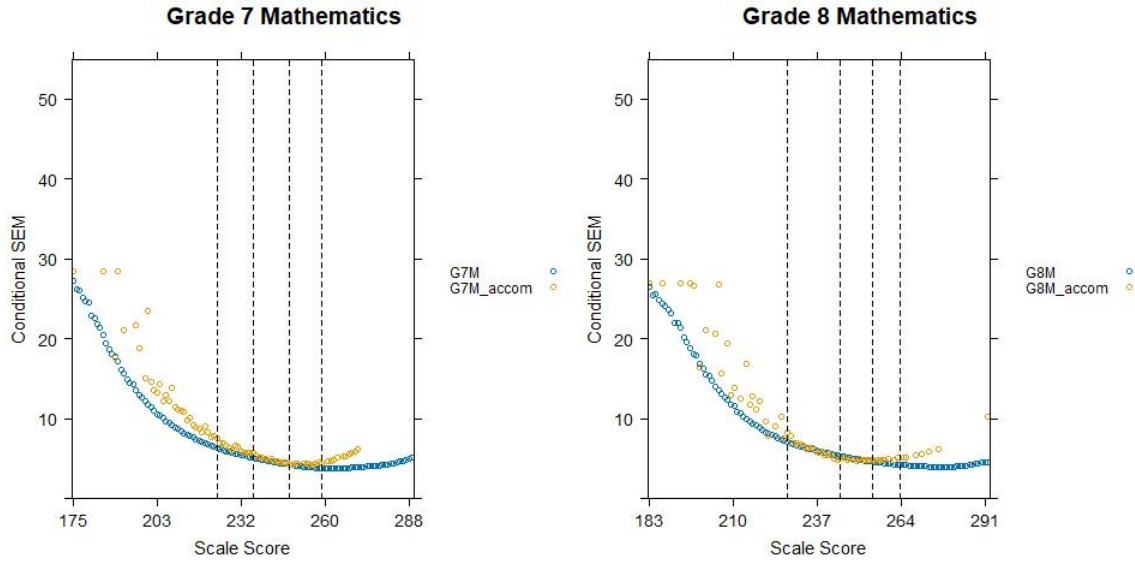 Grade 7 Mathematics
Conditional SEM
50
40
30
20
10
175 203 232 260 288
Scale Score
G7M
G7M_accom
Grade 8 Mathematics
Conditional SEM
50
40
30
20
10
183 210 237 264 291
Scale Score
G8M
G8M_accom